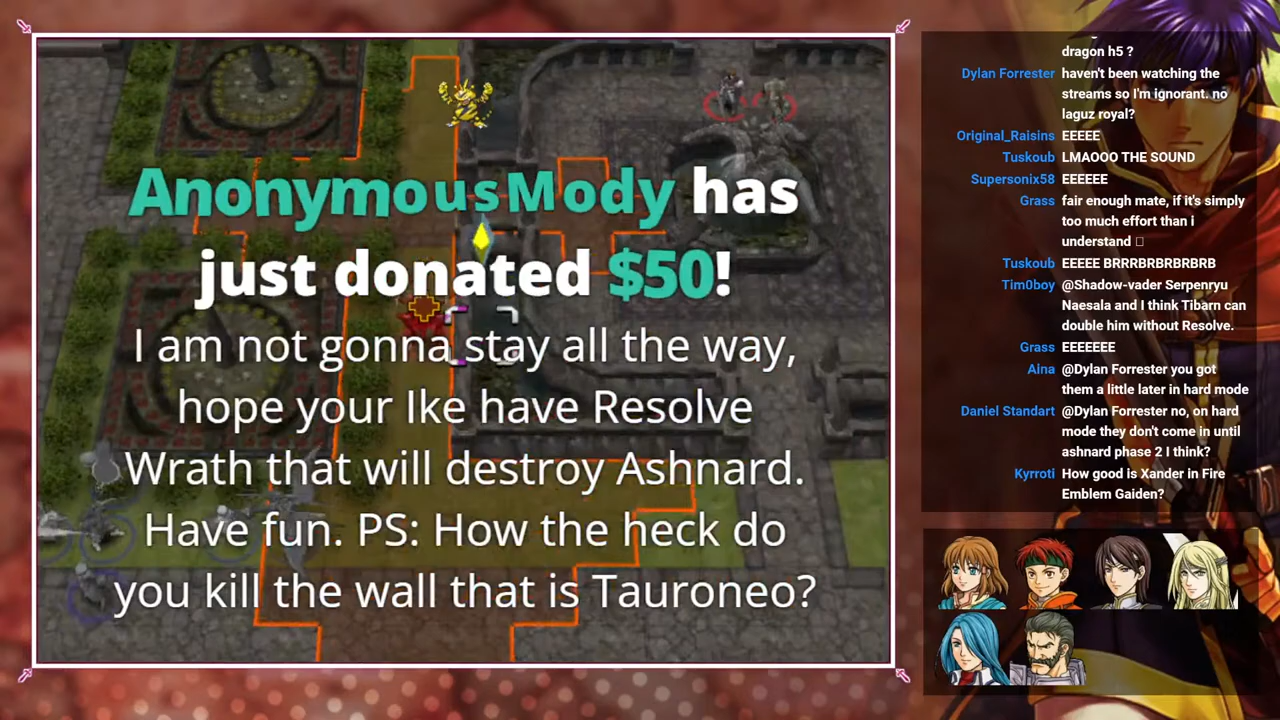 AnonymousMody has
just donated $50!
I am not gonna stay all the way,
hope your Ike have Resolve
Wrath that will destroy Ashnard.
Have fun. PS: How the heck do
you kill the wall that is Tauroneo?
dragon h5 ?
Dylan Forrester haven't been watching the
streams so I'm ignorant. no
laguz royal?
Original_Raisins EEEEE
Tuskoub LMAOOO THE SOUND
Supersonix58 EEEEEE
Grass fair enough mate, if it's simply
too much effort than i
understand
Tuskoub EEEEE BRRRBRBRBRBRB
Tim0boy @Shadow-vader Serpenryu
Naesala and I think Tibarn can
double him without Resolve.
Grass EEEEEEE
Aina @Dylan Forrester you got
them a little later in hard mode
Daniel Standart @Dylan Forrester no, on hard
mode they don't come in until
ashnard phase 2 I think?
Kyrroti How good is Xander in Fire
Emblem Gaiden?